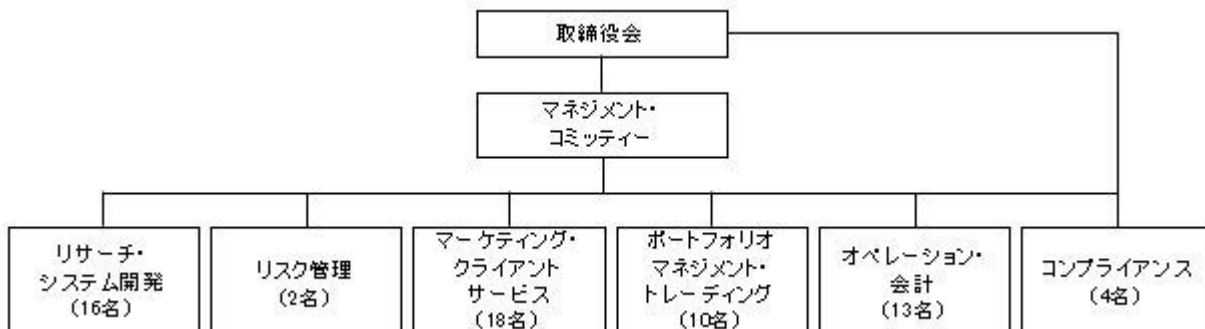 取締役会
マネジメント・
コミッティー
リサーチ・
システム開発
(16名)
リスク管理
(2名)
マーケティング・
クライアント
サービス
(18名)
ポートフォリオ
マネジメント・
トレーディング
(10名)
オペレーション・
会計
(13名)
コンプライアンス
(4名)